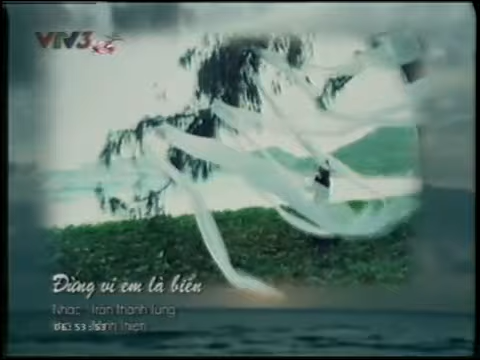 VTV3
Đừng ví em là biển
Nhạc : Trần Thanh Tùng